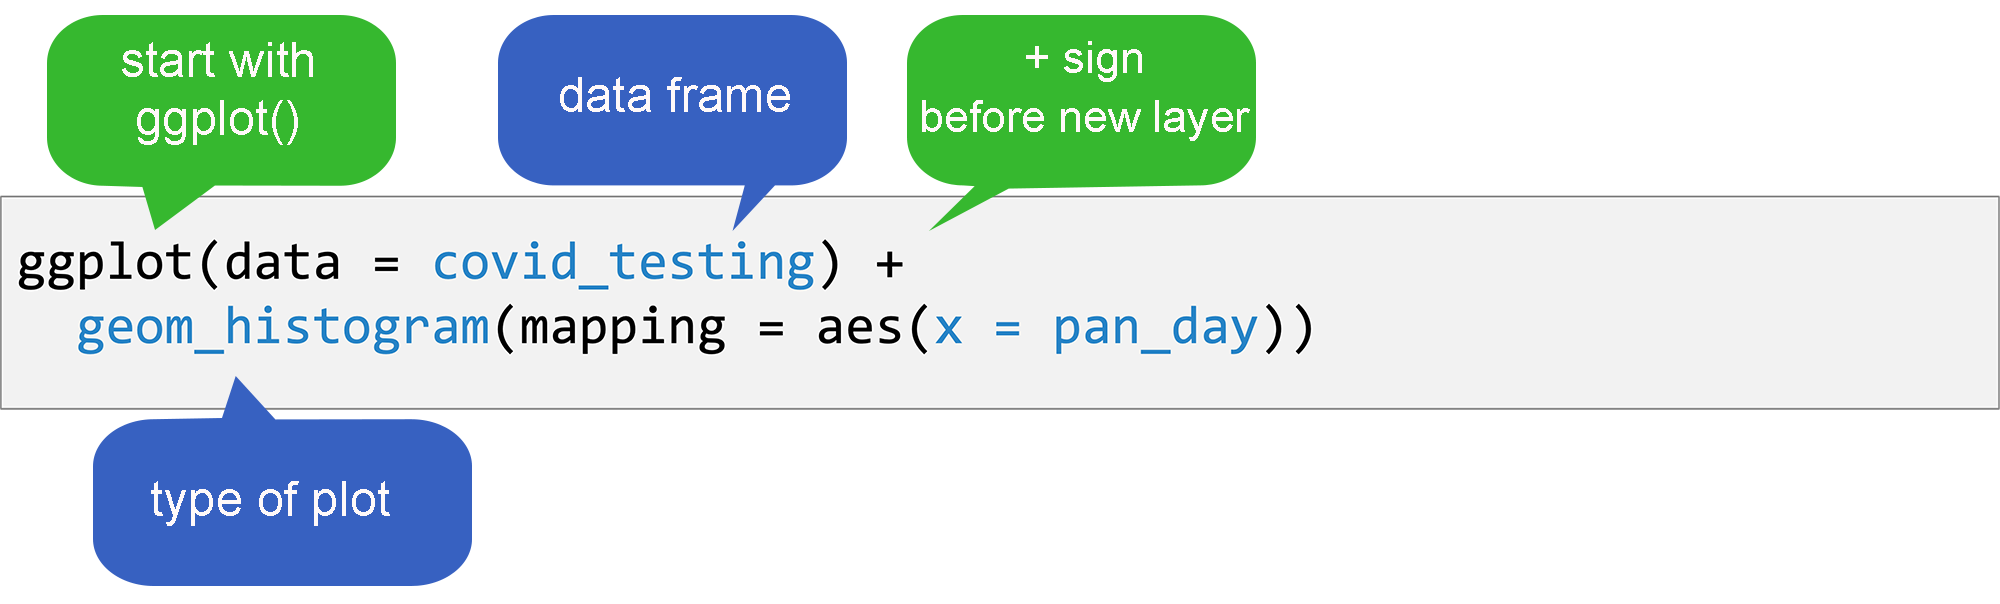 start with
ggplot()
data frame
+ sign
before new layer
ggplot(data = covid_testing) +
geom_histogram(mapping = aes(x = pan_day))
type of plot